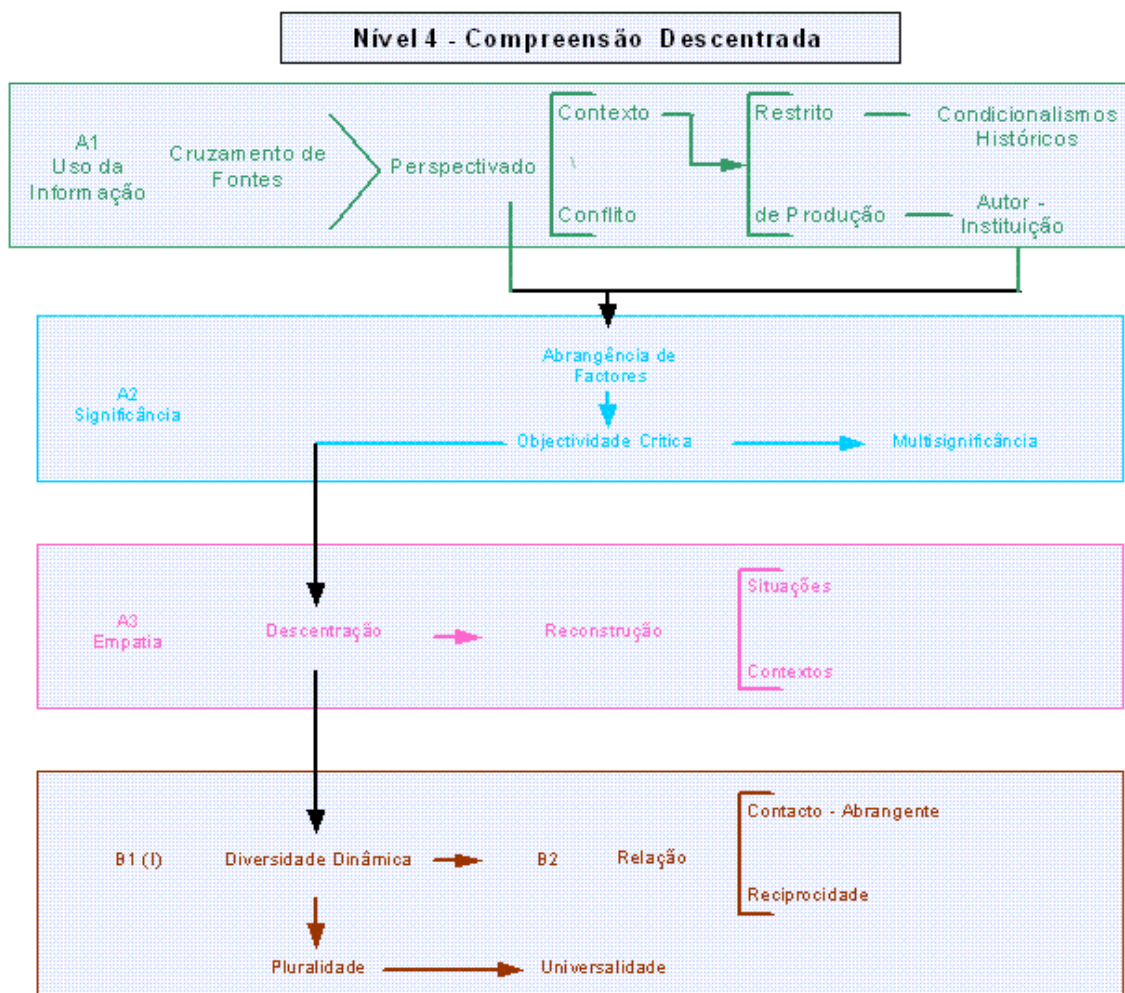 Nível 4 - Compreensão Descentrada
A1
Uso da
Informação
Cruzamento de
Fontes
Perspectivado
Contexto
\
Conflito
Restrito
de Produção
Condicionalismos
Históricos
Autor -
Instituição
A2
Significância
Abrangência de
Factores
Objectividade Critica
Multisignificância
A3
Empatia
Descentração
Reconstrução
Situações
Contextos
B1 (I)
Diversidade Dinâmica
B2
Relação
Contacto - Abrangente
Reciprocidade
Pluralidade
Universalidade